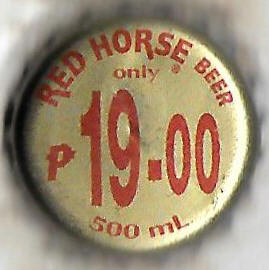 RED HORSE BEER
only
₱ 19.00
500 mL